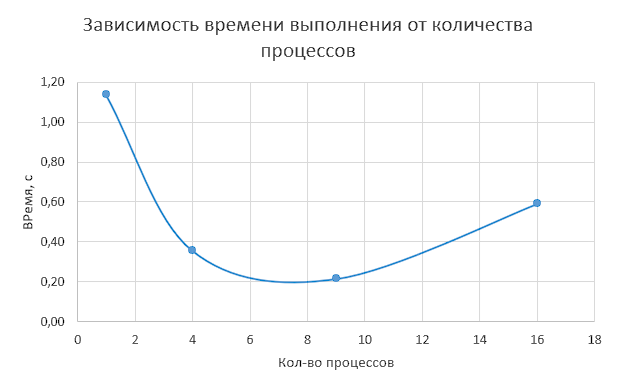 Зависимость времени выполнения от количества
процессов
1,20
1,00
0,80
0,60
0,40
0,20
0,00
ВРемя, с
0 2 4 6 8 10 12 14 16 18
Кол-во процессов